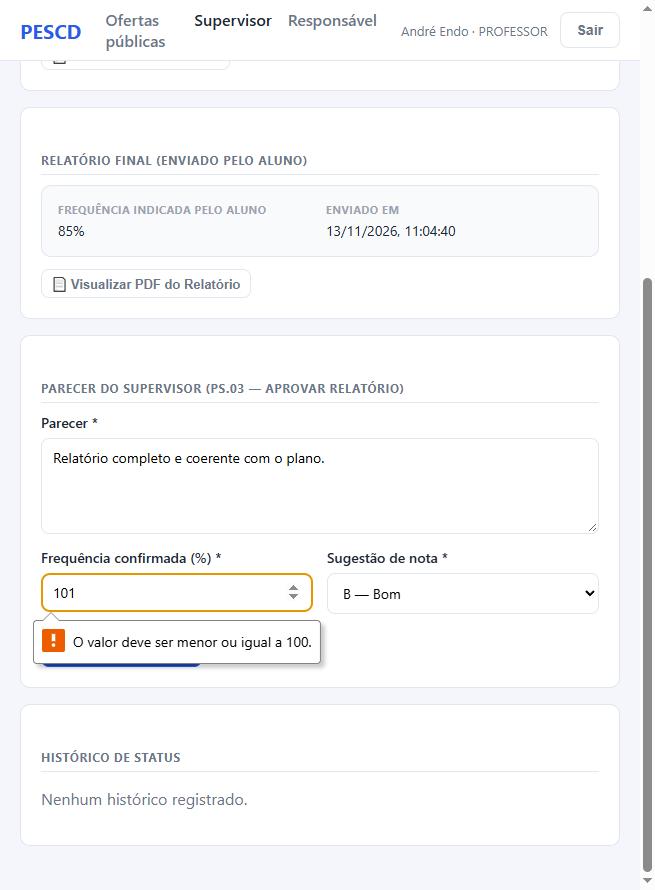 PESCD
Ofertas públicas
Supervisor
Responsável
André Endo · PROFESSOR
Sair
RELATÓRIO FINAL (ENVIADO PELO ALUNO)
FREQUÊNCIA INDICADA PELO ALUNO
ENVIADO EM
85%
13/11/2026, 11:04:40
Visualizar PDF do Relatório
PARECER DO SUPERVISOR (PS.03 — APROVAR RELATÓRIO)
Parecer *
Relatório completo e coerente com o plano.
Frequência confirmada (%) *
Sugestão de nota *
101
B — Bom
O valor deve ser menor ou igual a 100.
HISTÓRICO DE STATUS
Nenhum histórico registrado.